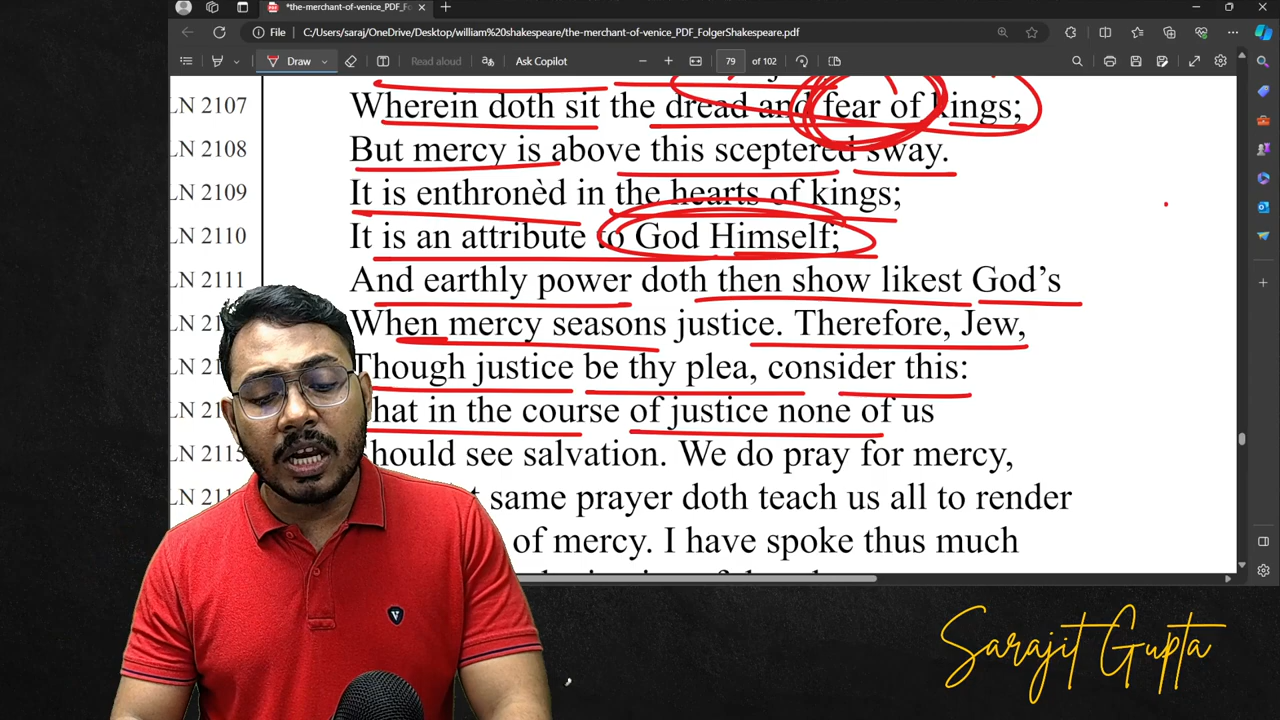 *the-merchant-of-venice_PDF_F
File
C:/Users/saraj/OneDrive/Desktop/william%20shakespeare/the-merchant-of-venice_PDF_FolgerShakespeare.pdf
Draw
Read aloud
Ask Copilot
79 of 102
LN 2107 Wherein doth sit the dread and fear of kings;
LN 2108 But mercy is above this sceptered sway.
LN 2109 It is enthronèd in the hearts of kings;
LN 2110 It is an attribute to God Himself;
LN 2111 And earthly power doth then show likest God’s
When mercy seasons justice. Therefore, Jew,
Though justice be thy plea, consider this:
hat in the course of justice none of us
LN 2115 hould see salvation. We do pray for mercy,
same prayer doth teach us all to render
of mercy. I have spoke thus much
Sarajit Gupta